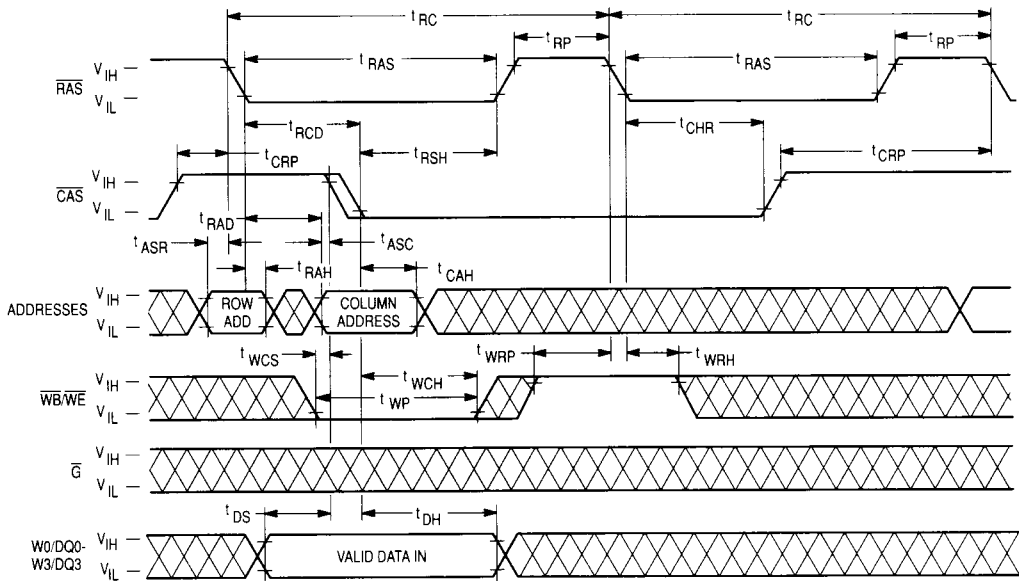 tRC tRC
tRP tRP
tRAS tRAS
RAS VIH
VIL
tRCD tCHR
tCRP tRSH tCRP
CAS VIH
VIL
tRAD
tASR tASC
tRAH tCAH
ADDRESSES VIH ROW ADD COLUMN ADDRESS
VIL
tWCS tWRP tWRH
tWCH
WB/WE VIH tWP
VIL
G VIH
VIL
tDS tDH
W0/DQ0-
W3/DQ3 VIH VALID DATA IN
VIL